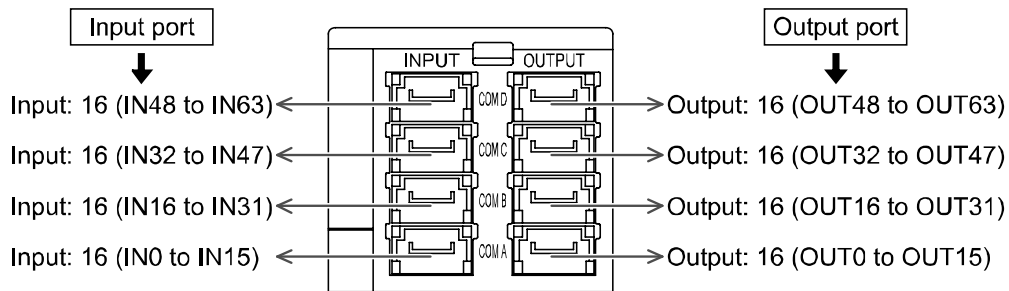 Input port
Output port
INPUT
OUTPUT
Input: 16 (IN48 to IN63)
COM D
Output: 16 (OUT48 to OUT63)
Input: 16 (IN32 to IN47)
COM C
Output: 16 (OUT32 to OUT47)
Input: 16 (IN16 to IN31)
COM B
Output: 16 (OUT16 to OUT31)
Input: 16 (IN0 to IN15)
COM A
Output: 16 (OUT0 to OUT15)